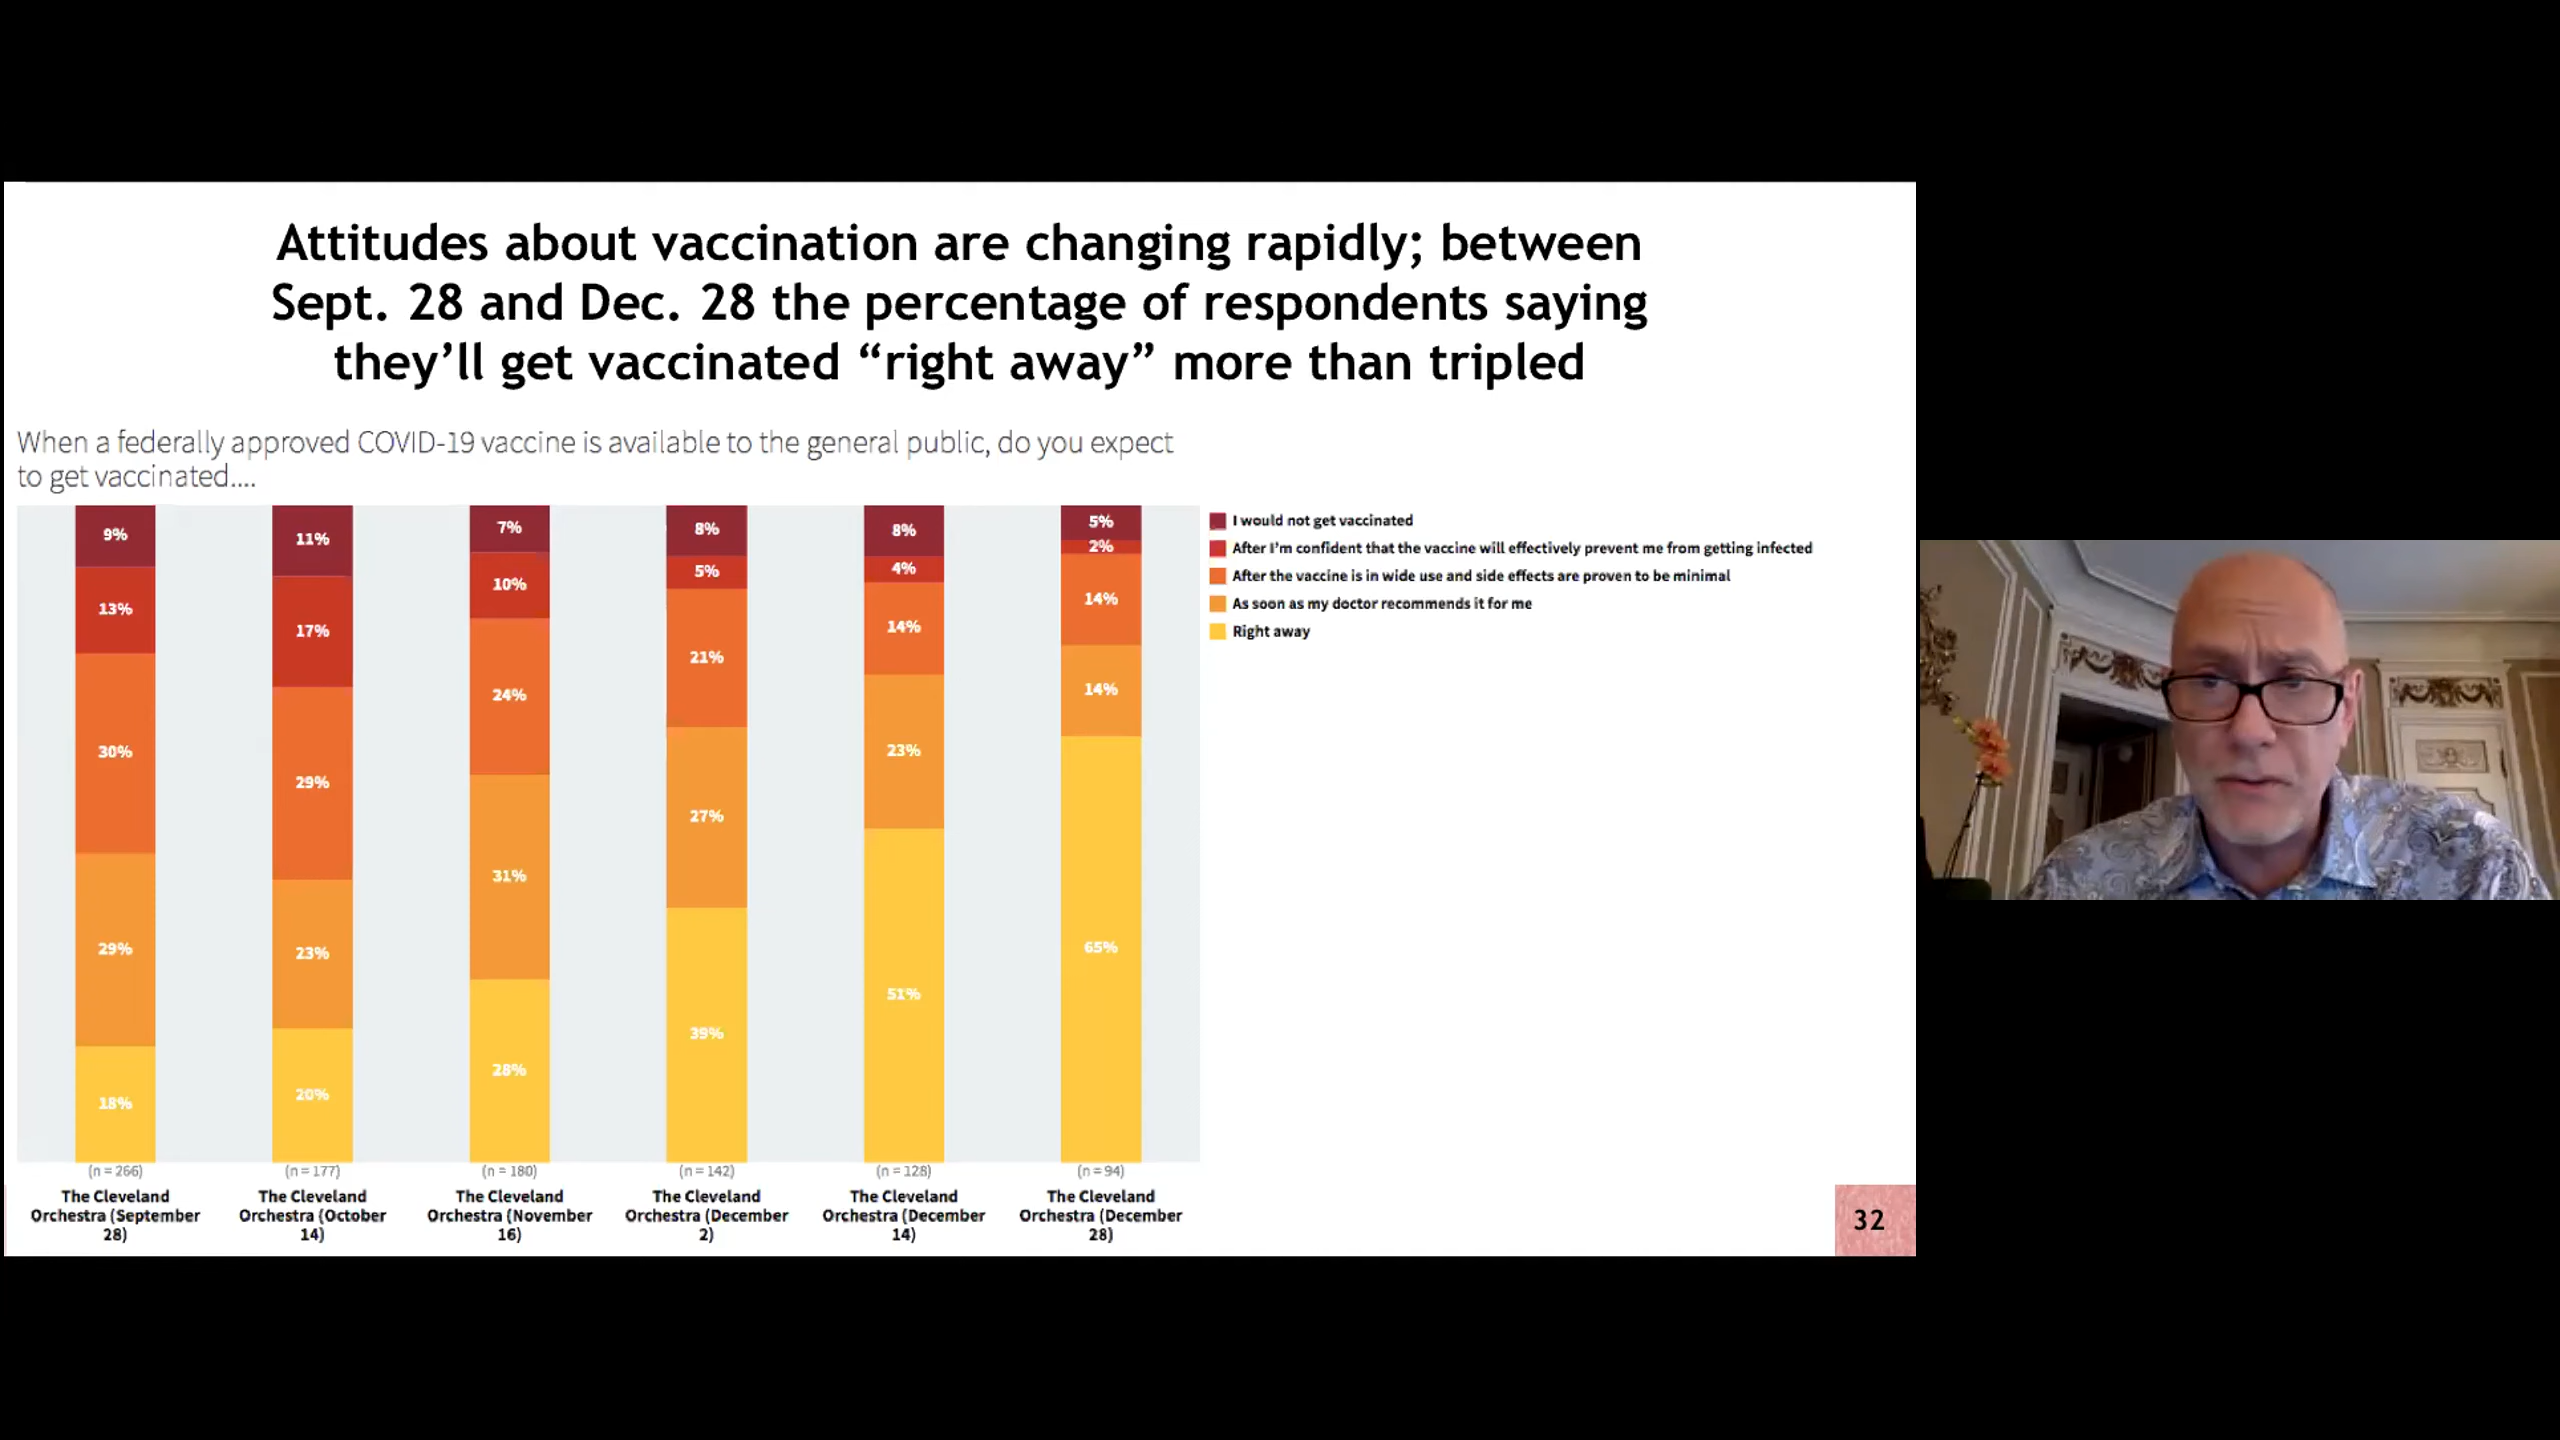 Attitudes about vaccination are changing rapidly; between
Sept. 28 and Dec. 28 the percentage of respondents saying
they’ll get vaccinated “right away” more than tripled
When a federally approved COVID-19 vaccine is available to the general public, do you expect
to get vaccinated....
9%
13%
30%
29%
18%
(n = 266)
The Cleveland
Orchestra (September
28)
11%
17%
29%
23%
20%
(n = 177)
The Cleveland
Orchestra (October
14)
7%
10%
24%
31%
28%
(n = 180)
The Cleveland
Orchestra (November
16)
8%
5%
21%
27%
39%
(n = 142)
The Cleveland
Orchestra (December
2)
8%
4%
14%
23%
51%
(n = 128)
The Cleveland
Orchestra (December
14)
5%
2%
14%
14%
65%
(n = 94)
The Cleveland
Orchestra (December
28)
I would not get vaccinated
After I’m confident that the vaccine will effectively prevent me from getting infected
After the vaccine is in wide use and side effects are proven to be minimal
As soon as my doctor recommends it for me
Right away
32